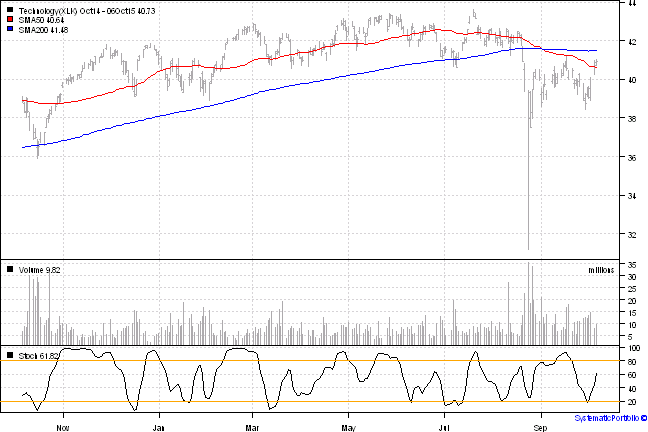 Technology(XLK) Oct14 - 06Oct15 40.73
SMA50 40.64
SMA200 41.48
44
42
40
38
36
34
32
Volume 9.82
millions
35
30
25
20
15
10
5
Stoch 61.82
100
80
60
40
20
Nov Jan Mar May Jul Sep
SystematicPortfolio ©